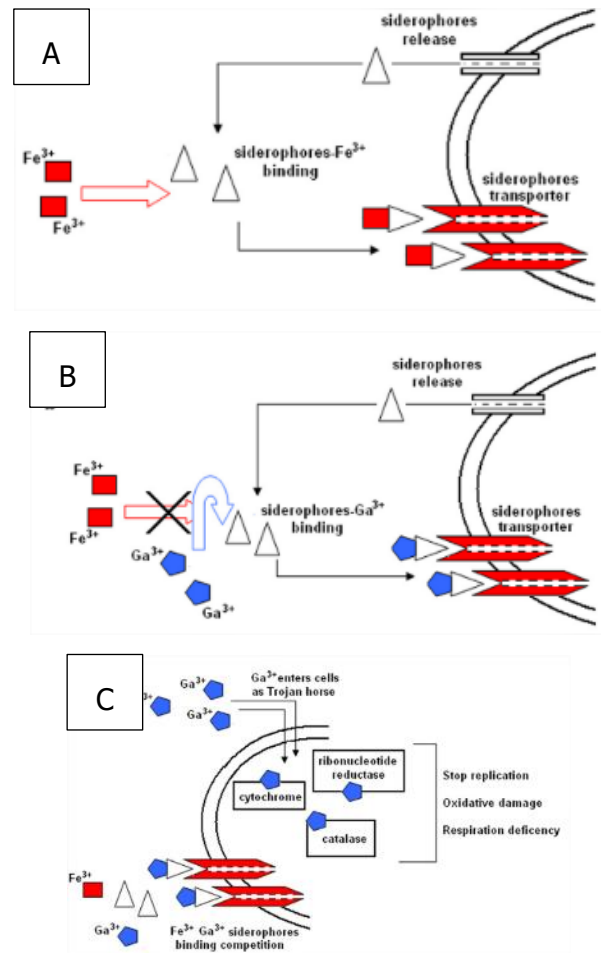 A
siderophores
release
Fe³⁺
Fe³⁺
siderophores-Fe³⁺
binding
siderophores
transporter
B
siderophores
release
Fe³⁺
Fe³⁺
siderophores-Ga³⁺
binding
siderophores
transporter
Ga³⁺
Ga³⁺
C
Ga³⁺
3+
Ga³⁺
Ga³⁺enters cells
as Trojan horse
ribonucleotide
reductase
cytochrome
catalase
Stop replication
Oxidative damage
Respiration deficency
Fe³⁺
Ga³⁺
Fe³⁺ Ga³⁺ siderophores
binding competition